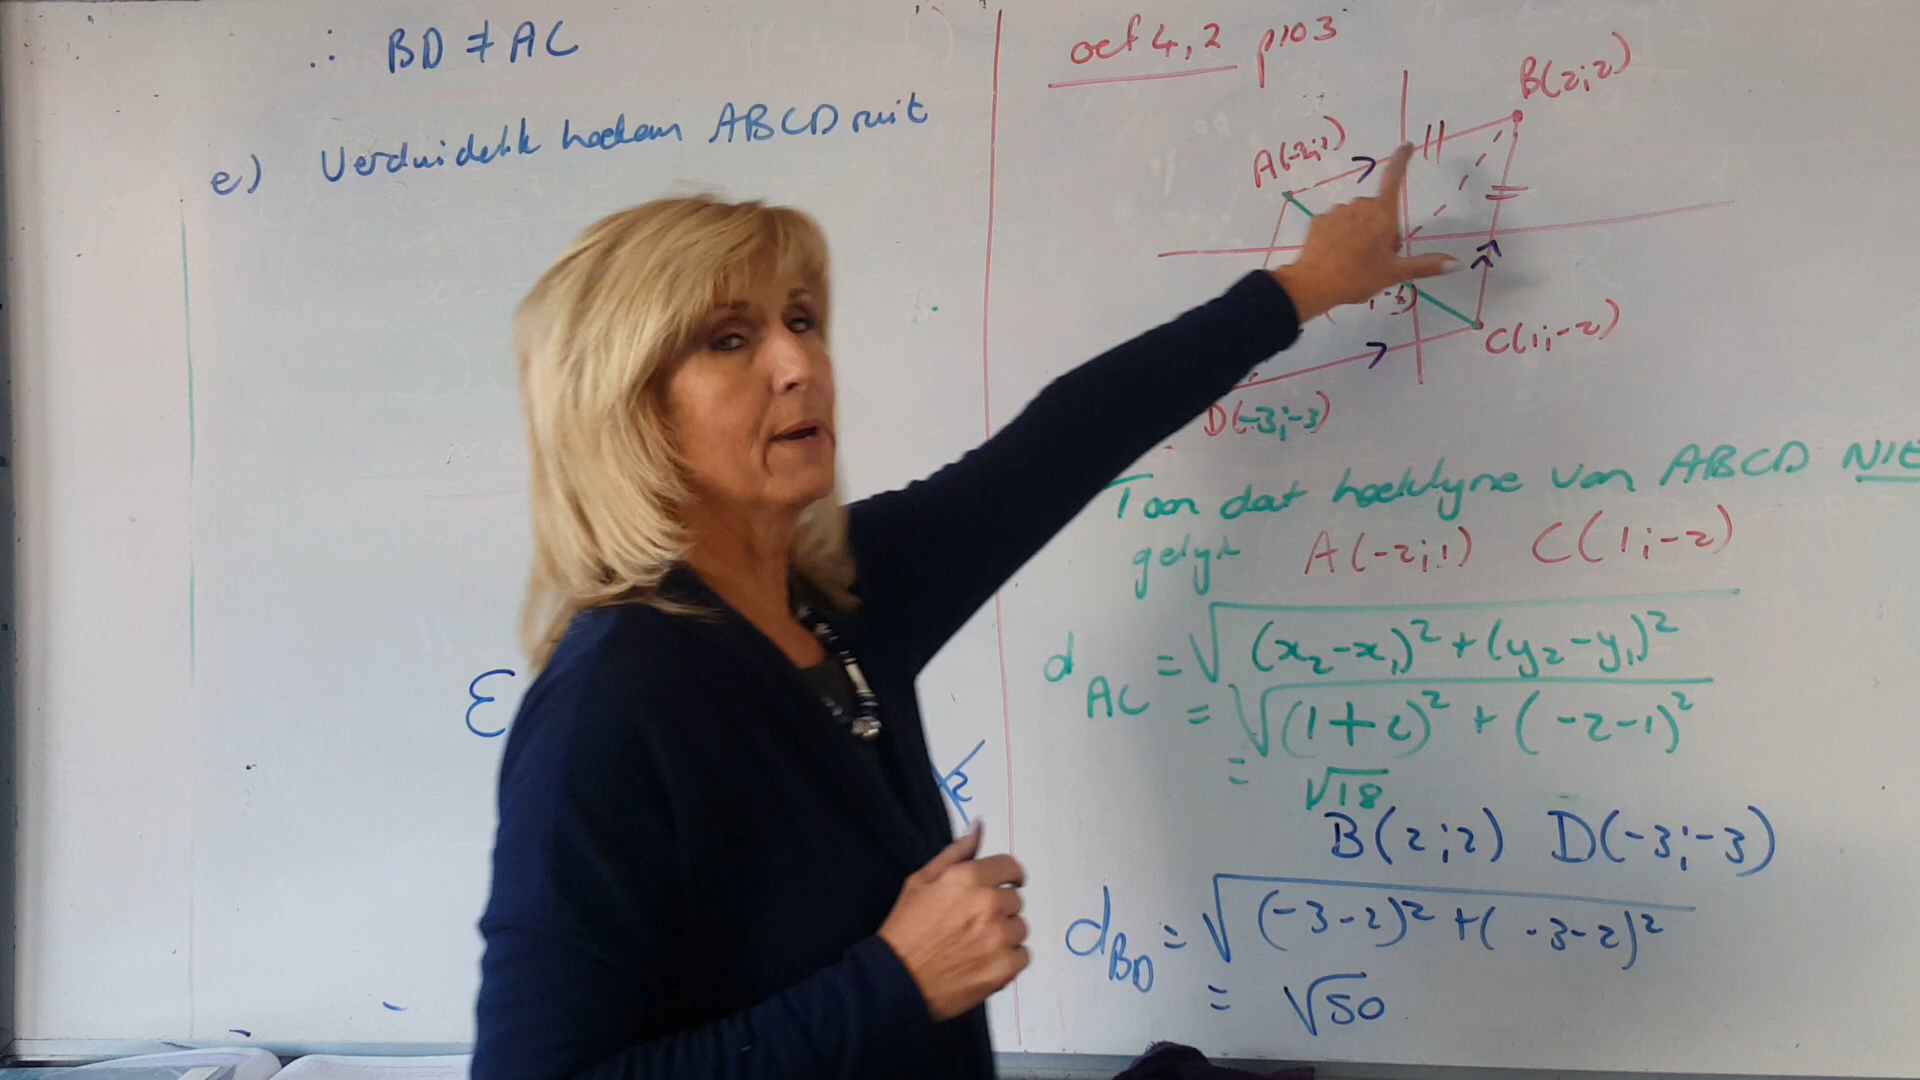 ∴ BD ≠ AC
e) Verduidelik hoekom ABCD ruit
oef 4,2 p103
B(2;2)
A(-2;1)
C(1;-2)
D(-3;-3)
Toon dat hoeklyne van ABCD NIE
gelyk A(-2;1) C(1;-2)
d AC = √(x₂-x₁)² + (y₂-y₁)²
= √(1+2)² + (-2-1)²
= √18
B(2;2) D(-3;-3)
d BD = √(-3-2)² + (-3-2)²
= √50